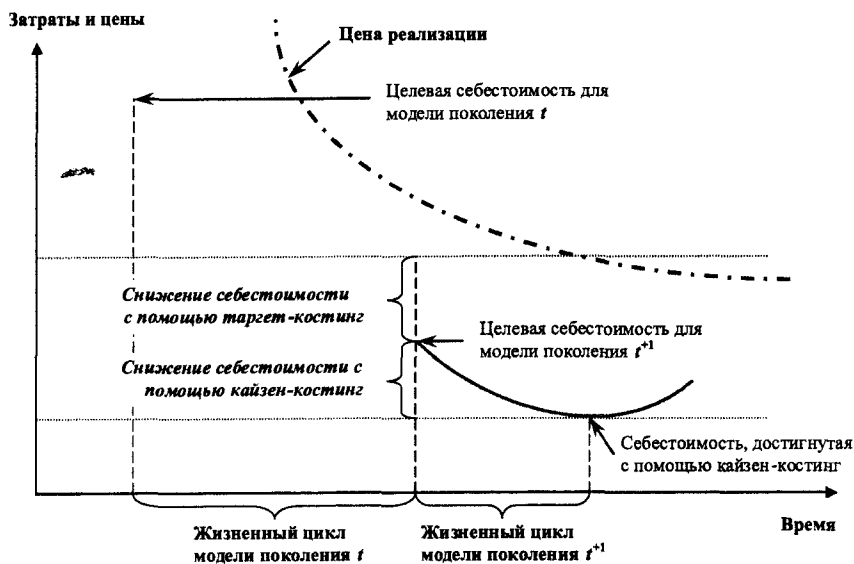 Затраты и цены
Цена реализации
Целевая себестоимость для
модели поколения t
Снижение себестоимости
с помощью таргет-костинг
Целевая себестоимость для
модели поколения t⁺¹
Снижение себестоимости с
помощью кайзен-костинг
Себестоимость, достигнутая
с помощью кайзен-костинг
Время
Жизненный цикл
модели поколения t
Жизненный цикл
модели поколения t⁺¹